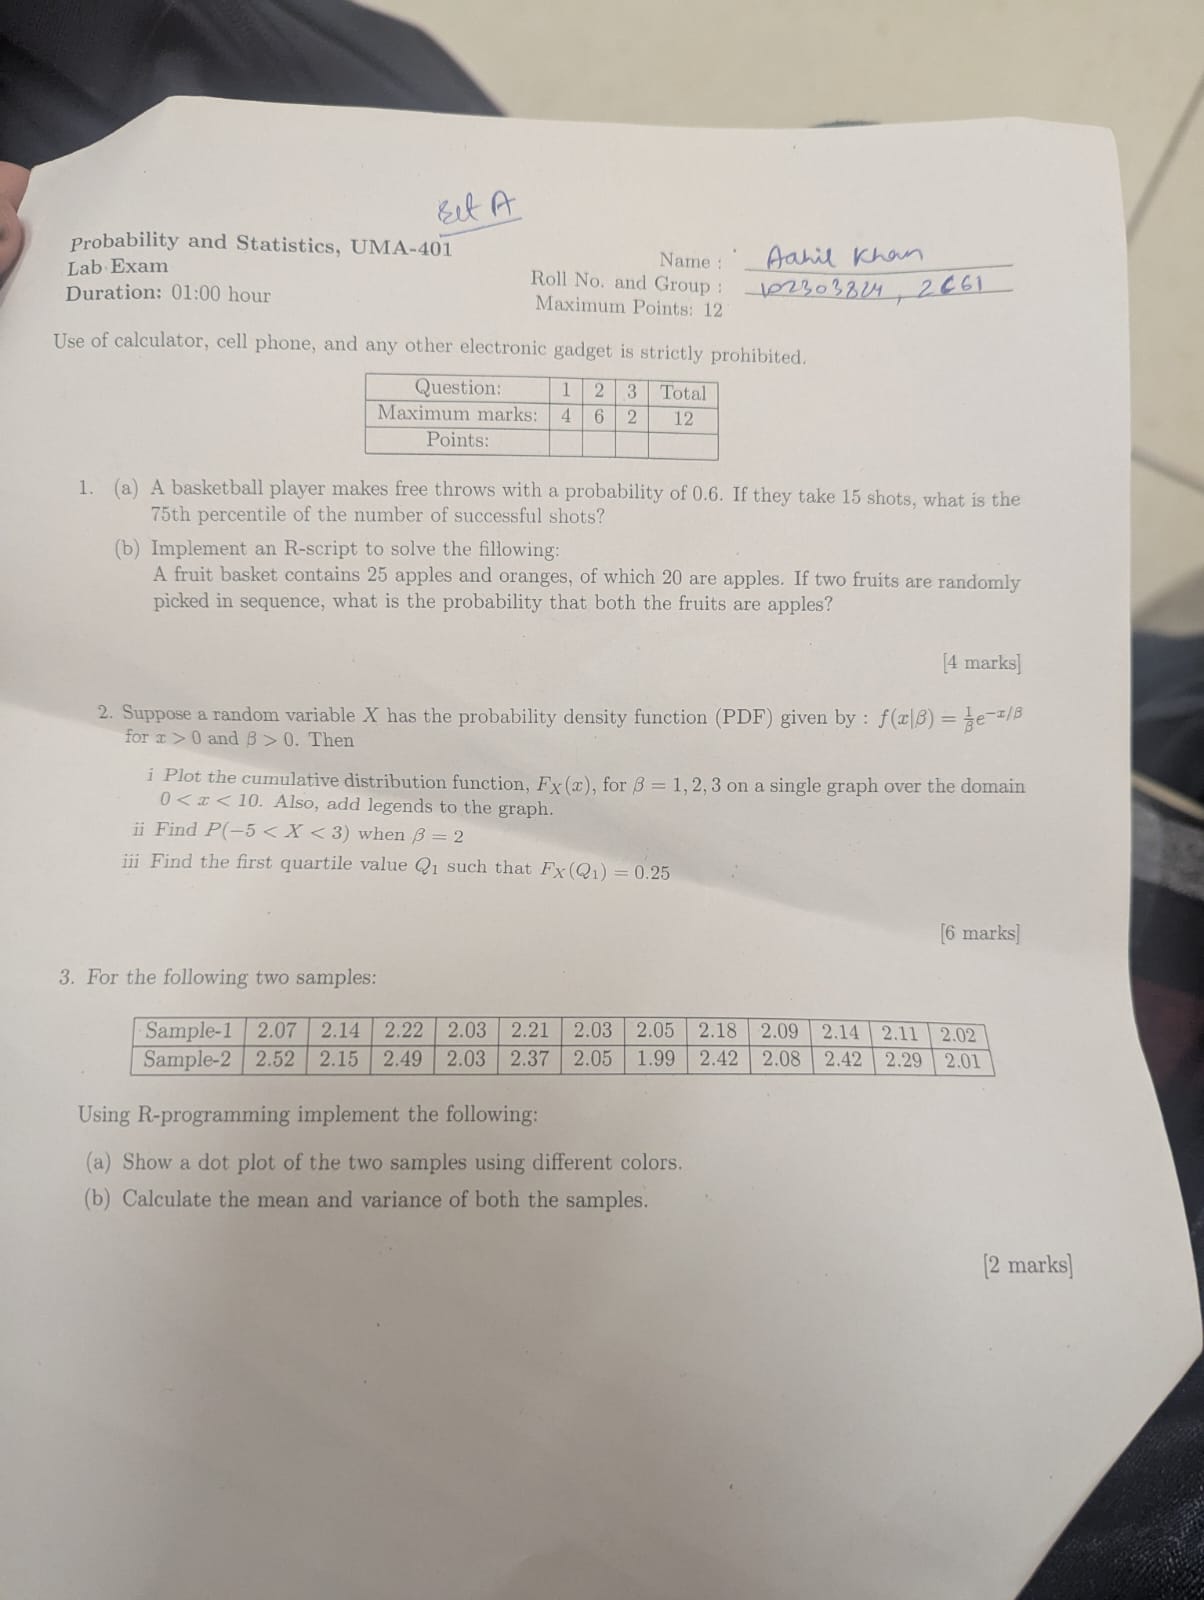 Set A
Probability and Statistics, UMA-401
Lab Exam
Duration: 01:00 hour
Name : Aahil Khan
Roll No. and Group : 102303824, 2C61
Maximum Points: 12
Use of calculator, cell phone, and any other electronic gadget is strictly prohibited.
Question: 1 2 3 Total
Maximum marks: 4 6 2 12
Points:
1. (a) A basketball player makes free throws with a probability of 0.6. If they take 15 shots, what is the
75th percentile of the number of successful shots?
(b) Implement an R-script to solve the fillowing:
A fruit basket contains 25 apples and oranges, of which 20 are apples. If two fruits are randomly
picked in sequence, what is the probability that both the fruits are apples?
[4 marks]
2. Suppose a random variable X has the probability density function (PDF) given by : f(x|β) = 1/β e^{-x/β}
for x > 0 and β > 0. Then
i Plot the cumulative distribution function, F_X(x), for β = 1, 2, 3 on a single graph over the domain
0 < x < 10. Also, add legends to the graph.
ii Find P(−5 < X < 3) when β = 2
iii Find the first quartile value Q₁ such that F_X(Q₁) = 0.25
[6 marks]
3. For the following two samples:
Sample-1 2.07 2.14 2.22 2.03 2.21 2.03 2.05 2.18 2.09 2.14 2.11 2.02
Sample-2 2.52 2.15 2.49 2.03 2.37 2.05 1.99 2.42 2.08 2.42 2.29 2.01
Using R-programming implement the following:
(a) Show a dot plot of the two samples using different colors.
(b) Calculate the mean and variance of both the samples.
[2 marks]